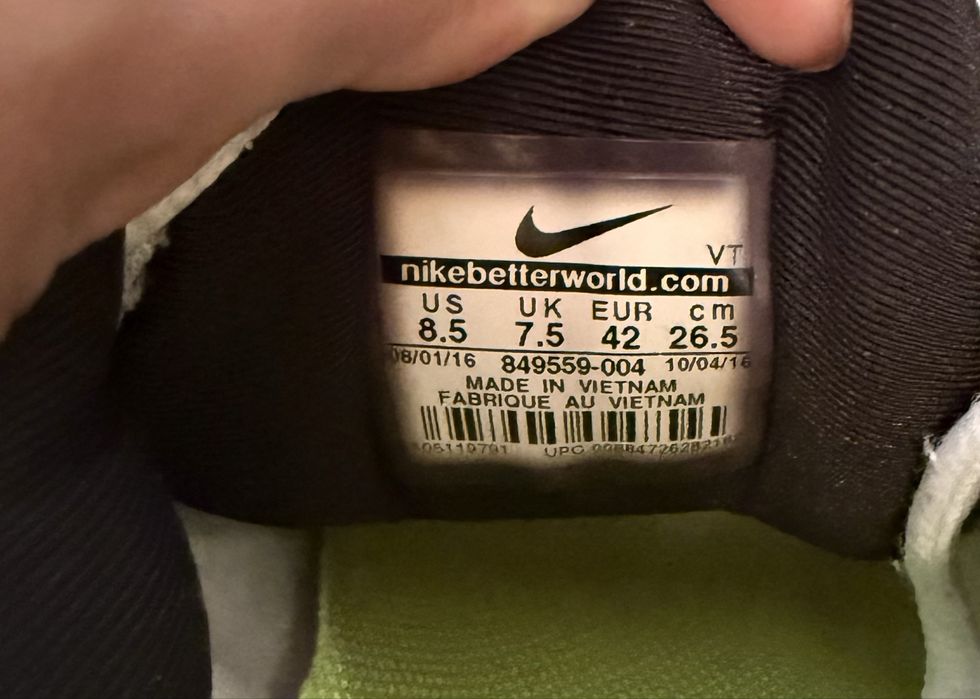 VT
nikebetterworld.com
US UK EUR cm
8.5 7.5 42 26.5
08/01/16 849559-004 10/04/16
MADE IN VIETNAM
FABRIQUE AU VIETNAM
UPC